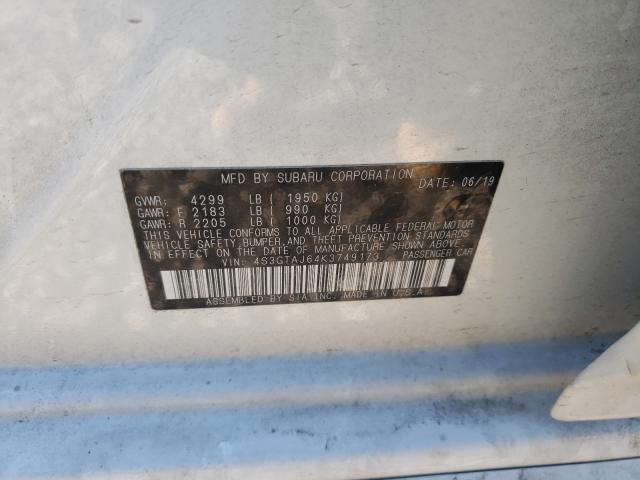 MFD BY SUBARU CORPORATION DATE: 06/19
GVWR: 4299 LB ( 1950 KG)
GAWR: F 2183 LB ( 990 KG)
GAWR: R 2205 LB ( 1000 KG)
THIS VEHICLE CONFORMS TO ALL APPLICABLE FEDERAL MOTOR
VEHICLE SAFETY, BUMPER, AND THEFT PREVENTION STANDARDS
IN EFFECT ON THE DATE OF MANUFACTURE SHOWN ABOVE.
VIN: 4S3GTAJ64K3749173 PASSENGER CAR
ASSEMBLED BY SIA INC. MADE IN U.S.A.